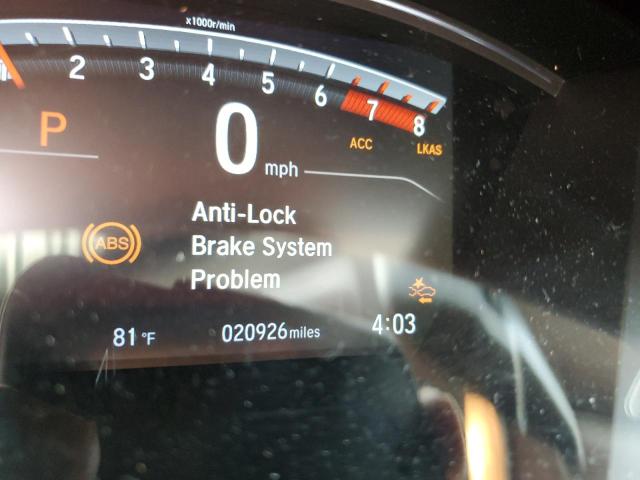 x1000r/min
2 3 4 5 6 7 8
P
0 mph
ACC LKAS
Anti-Lock
ABS
Brake System
Problem
81 °F 020926 miles 4:03